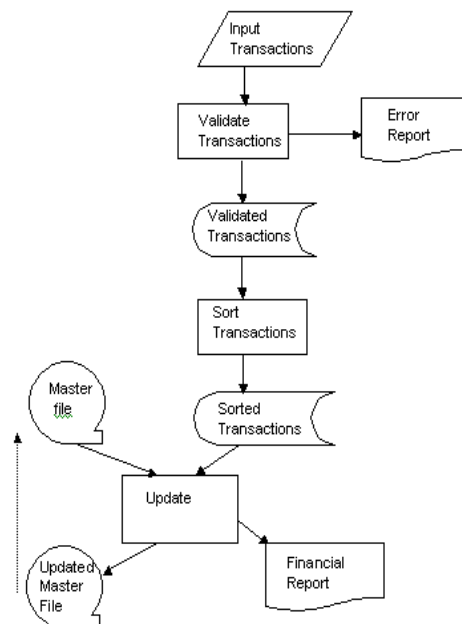 Input
Transactions
Validate
Transactions
Error
Report
Validated
Transactions
Sort
Transactions
Master
file
Sorted
Transactions
Update
Updated
Master
File
Financial
Report